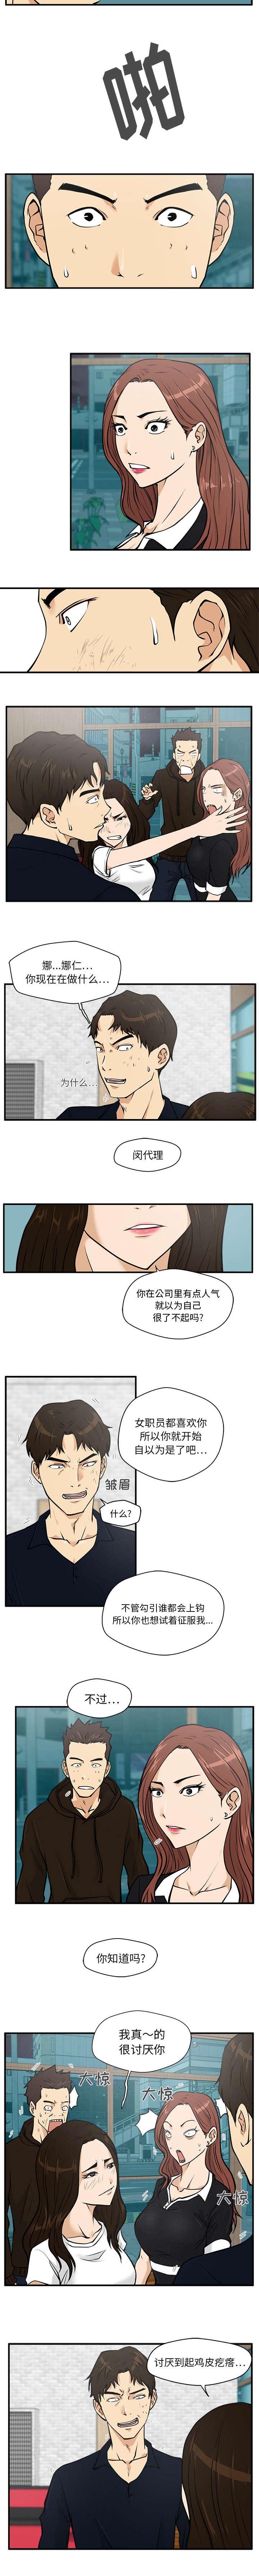 啪
娜...娜仁...
你现在在做什么...
为什么...
闵代理
你在公司里有点人气
就以为自己
很了不起吗?
女职员都喜欢你
所以你就开始
自以为是了吧...
皱眉
什么?
不管勾引谁都会上钩
所以你也想试着征服我...
不过...
你知道吗?
我真~的
很讨厌你
大惊
大惊
大惊
讨厌到起鸡皮疙瘩...